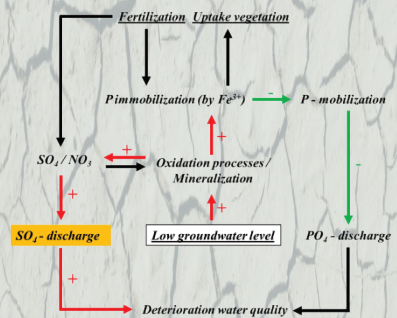 Fertilization Uptake vegetation
P immobilization (by Fe³⁺) - P - mobilization
SO₄ / NO₃ + Oxidation processes /
Mineralization
+
-
+
+
SO₄ - discharge Low groundwater level PO₄ - discharge
+
Deterioration water quality